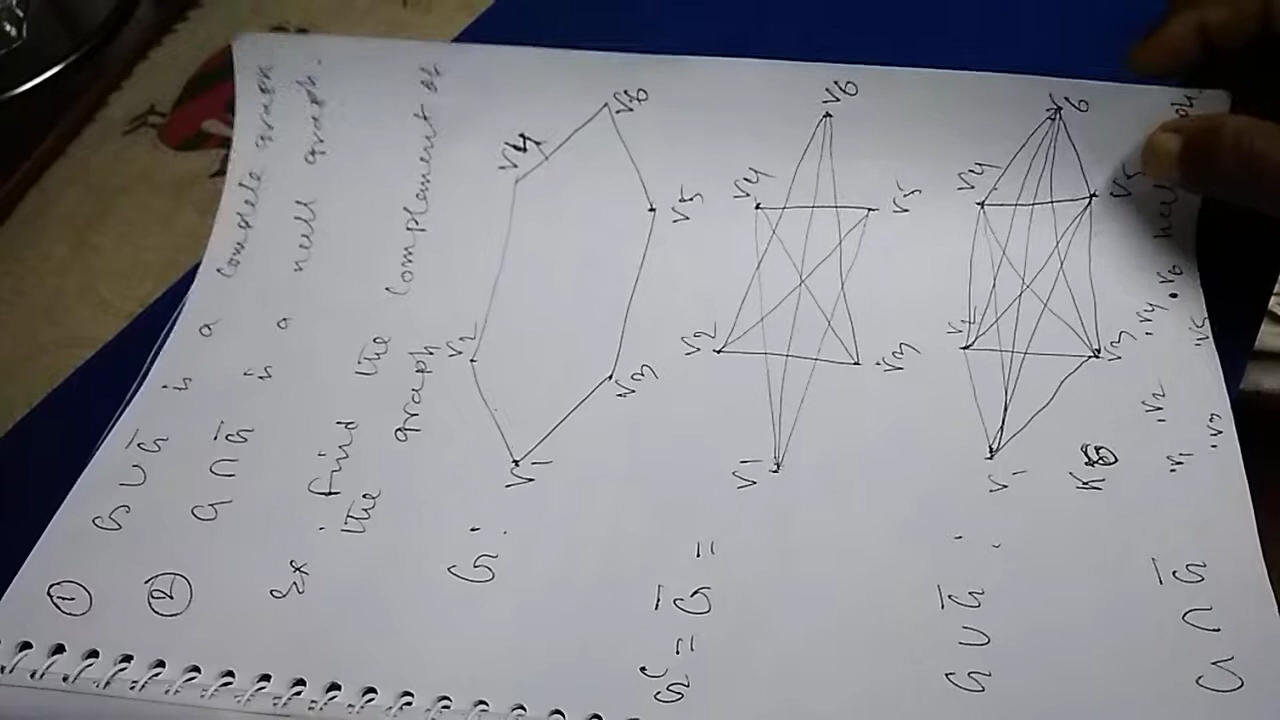 ① G ∪ G̅ is a complete graph
② G ∩ G̅ is a null graph.
Ex: find the complement of
the graph
G:
v1 v2 v4 v6
v3 v5
Gᶜ = G̅ =
v1 v2 v4 v6
v3 v5
G ∪ G̅ :
v1 v4 6
v3 v5
K6
G ∩ G̅ .v1 .v2 .v4 .v6
.v3 .v5